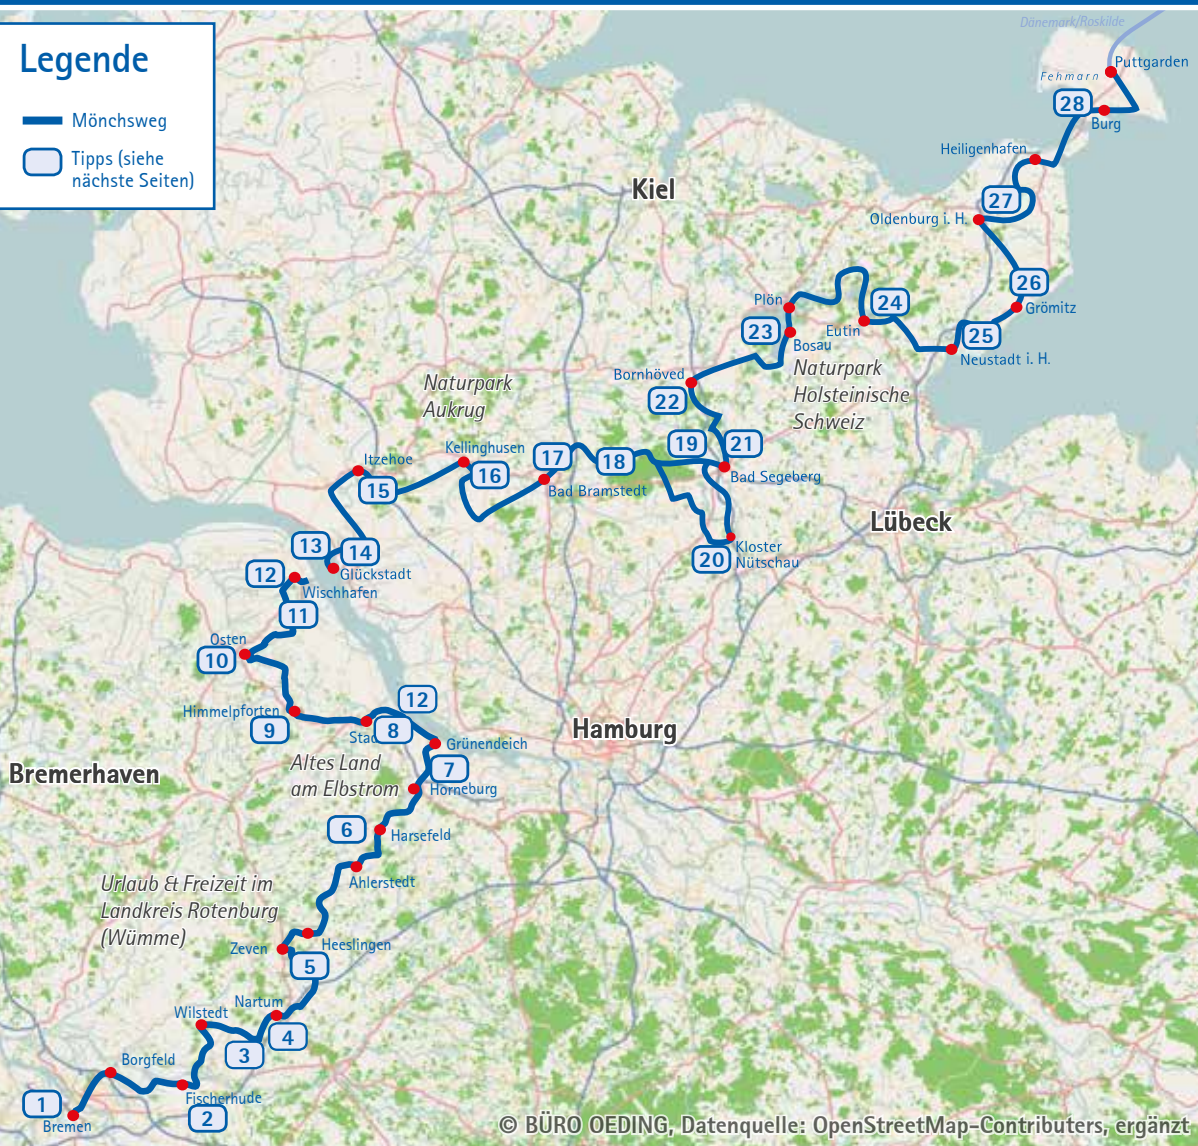 Legende
Mönchsweg
Tipps (siehe
nächste Seiten)
Dänemark/Roskilde
Puttgarden
Fehmarn
28
Burg
Heiligenhafen
Kiel
27
Oldenburg i. H.
26
Grömitz
Plön
24
23
Eutin
25
Bosau
Neustadt i. H.
Naturpark
Holsteinische
Schweiz
Bornhöved
22
Naturpark
Aukrug
19
21
Kellinghusen
17
18
Itzehoe
16
15
Bad Bramstedt
Bad Segeberg
Lübeck
13
14
20
Kloster
Nütschau
12
Glückstadt
Wischhafen
11
Osten
10
12
Himmelpforten
9
Stad
8
Grünendeich
Hamburg
Altes Land
am Elbstrom
7
Horneburg
Bremerhaven
6
Harsefeld
Ahlerstedt
Urlaub & Freizeit im
Landkreis Rotenburg
(Wümme)
Zeven
Heeslingen
5
Nartum
Wilstedt
4
3
Borgfeld
Fischerhude
1
2
Bremen
© BÜRO OEDING, Datenquelle: OpenStreetMap-Contributers, ergänzt